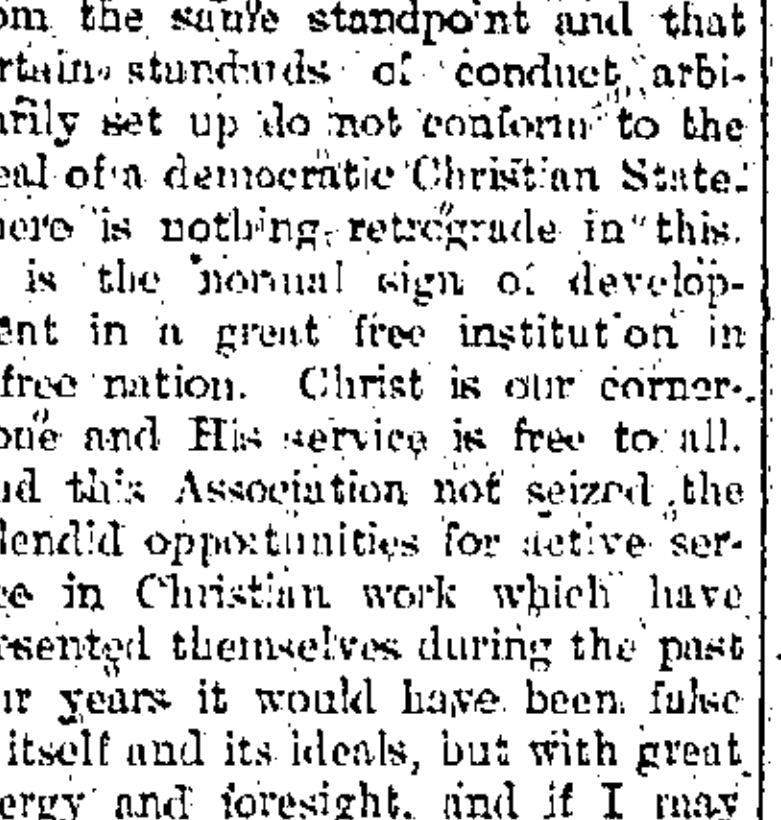 om the same standpoint and that
rtain standards of conduct arbi-
arily set up do not conform to the
eal of a democratic Christian State.
here is nothing retrograde in this.
is the normal sign of develop-
ent in a great free institution in
free nation. Christ is our corner-
one and His service is free to all.
ad this Association not seized the
lendid opportunities for active ser-
ce in Christian work which have
esented themselves during the past
ur years it would have been false
itself and its ideals, but with great
ergy and foresight, and if I may